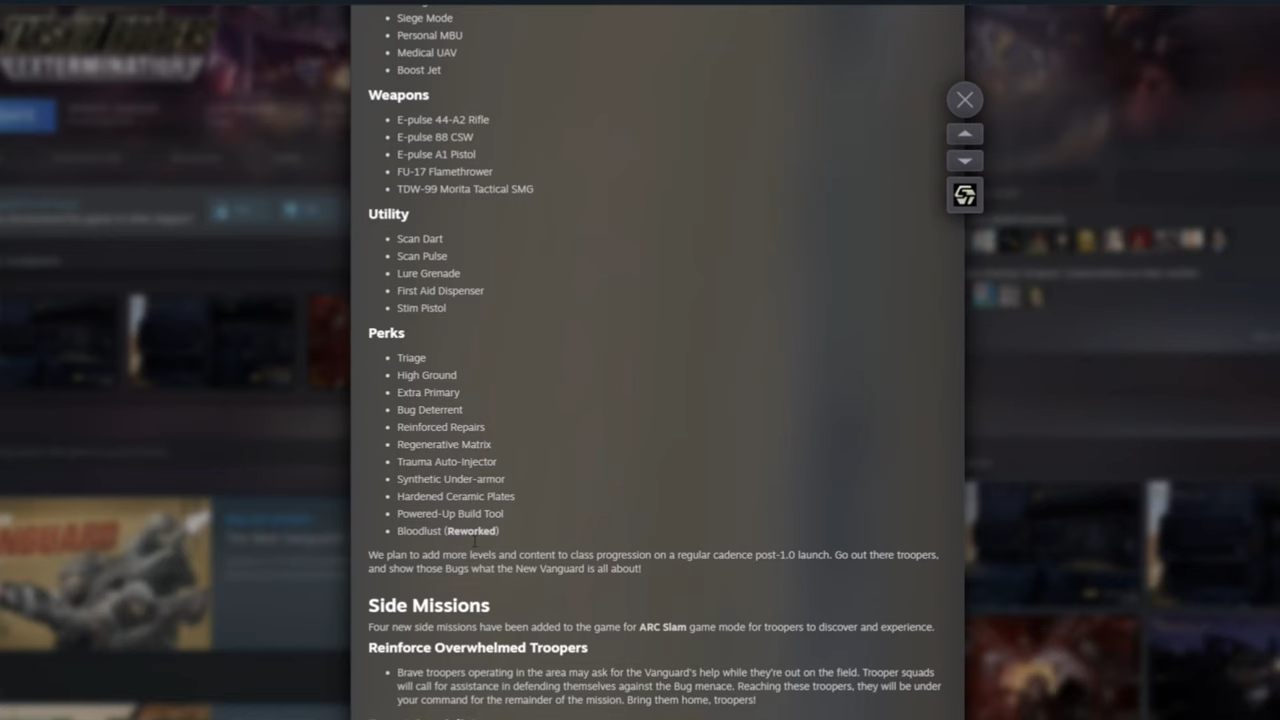 EXTERMINATION
Siege Mode
Personal MBU
Medical UAV
Boost Jet
Weapons
E-pulse 44-A2 Rifle
E-pulse 88 CSW
E-pulse A1 Pistol
FU-17 Flamethrower
TDW-99 Morita Tactical SMG
Utility
Scan Dart
Scan Pulse
Lure Grenade
First Aid Dispenser
Stim Pistol
Perks
Triage
High Ground
Extra Primary
Bug Deterrent
Reinforced Repairs
Regenerative Matrix
Trauma Auto-Injector
Synthetic Under-armor
Hardened Ceramic Plates
Powered-Up Build Tool
Bloodlust (Reworked)
We plan to add more levels and content to class progression on a regular cadence post-1.0 launch. Go out there troopers,
and show those Bugs what the New Vanguard is all about!
Side Missions
Four new side missions have been added to the game for ARC Slam game mode for troopers to discover and experience.
Reinforce Overwhelmed Troopers
Brave troopers operating in the area may ask for the Vanguard's help while they're out on the field. Trooper squads
will call for assistance in defending themselves against the Bug menace. Reaching these troopers, they will be under
your command for the remainder of the mission. Bring them home, troopers!